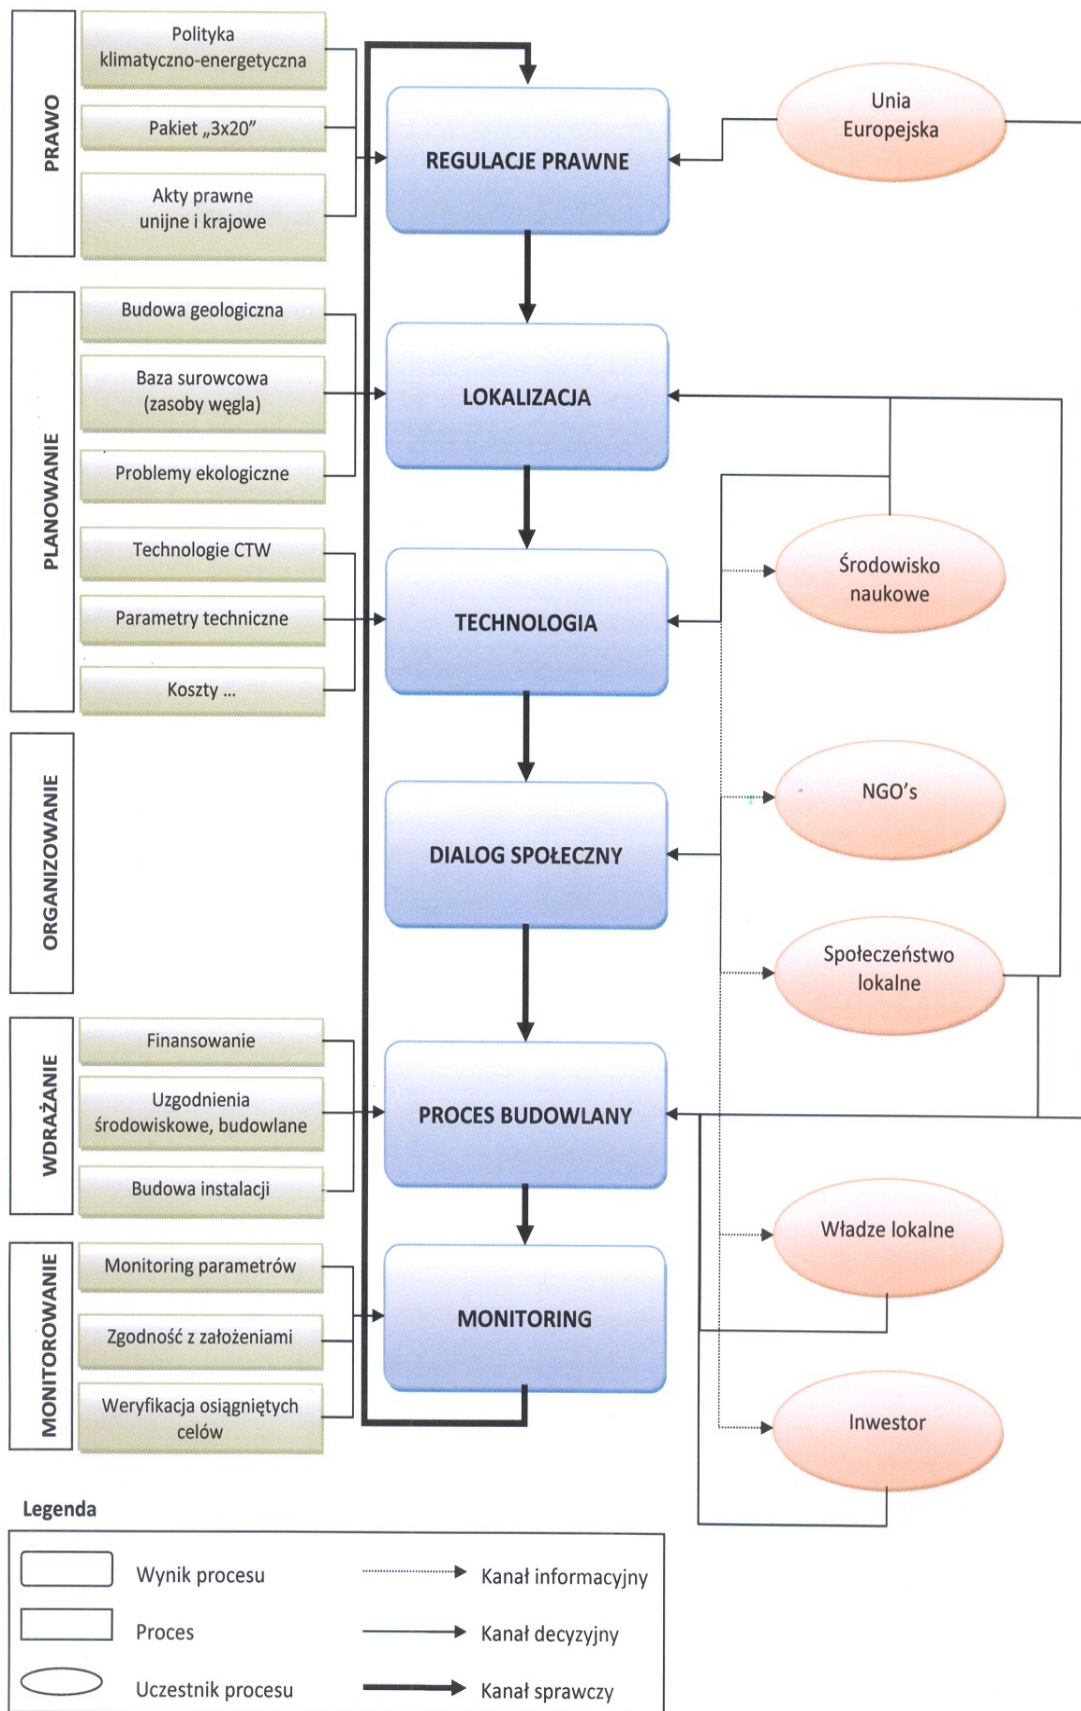 PRAWO
Polityka
klimatyczno-energetyczna
Pakiet „3x20”
Akty prawne
unijne i krajowe
REGULACJE PRAWNE
Unia
Europejska
PLANOWANIE
Budowa geologiczna
Baza surowcowa
(zasoby węgla)
Problemy ekologiczne
LOKALIZACJA
Technologie CTW
Parametry techniczne
Koszty ...
TECHNOLOGIA
Środowisko
naukowe
ORGANIZOWANIE
DIALOG SPOŁECZNY
NGO’s
Społeczeństwo
lokalne
WDRAŻANIE
Finansowanie
Uzgodnienia
środowiskowe, budowlane
Budowa instalacji
PROCES BUDOWLANY
Władze lokalne
MONITOROWANIE
Monitoring parametrów
Zgodność z założeniami
Weryfikacja osiągniętych
celów
MONITORING
Inwestor
Legenda
Wynik procesu
Kanał informacyjny
Proces
Kanał decyzyjny
Uczestnik procesu
Kanał sprawczy